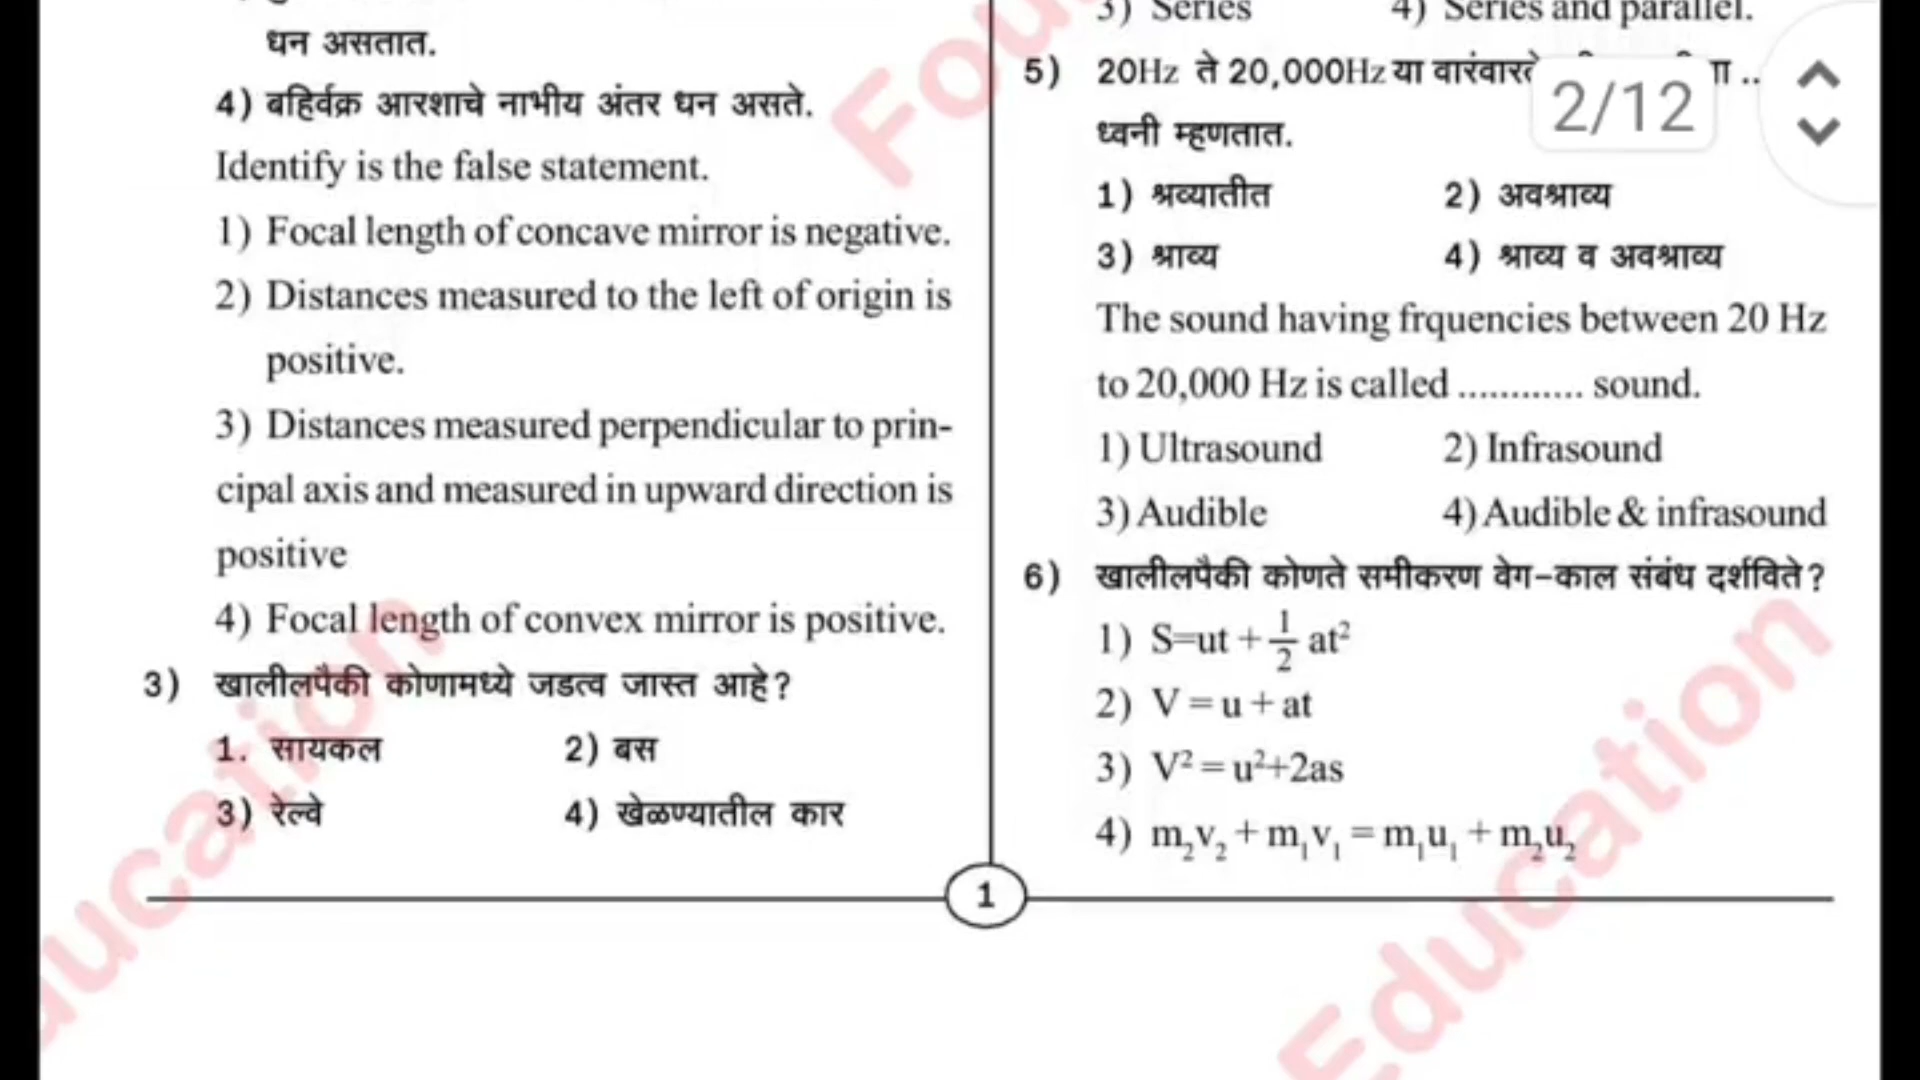 धन असतात.
4) बहिर्वक्र आरशाचे नाभीय अंतर धन असते.
Identify is the false statement.
1) Focal length of concave mirror is negative.
2) Distances measured to the left of origin is
positive.
3) Distances measured perpendicular to prin-
cipal axis and measured in upward direction is
positive
4) Focal length of convex mirror is positive.
3) खालीलपैकी कोणामध्ये जडत्व जास्त आहे?
1. सायकल 2) बस
3) रेल्वे 4) खेळण्यातील कार
3) Series 4) Series and parallel.
5) 20Hz ते 20,000Hz या
ध्वनी म्हणतात.
1) श्रव्यातीत 2) अवश्राव्य
3) श्राव्य 4) श्राव्य व अवश्राव्य
The sound having frquencies between 20 Hz
to 20,000 Hz is called ............ sound.
1) Ultrasound 2) Infrasound
3) Audible 4) Audible & infrasound
6) खालीलपैकी कोणते समीकरण वेग-काल संबंध दर्शविते?
1) S=ut + 1/2 at²
2) V = u + at
3) V² = u²+2as
4) m₂v₂ + m₁v₁ = m₁u₁ + m₂u₂
1
2/12
Education
Education